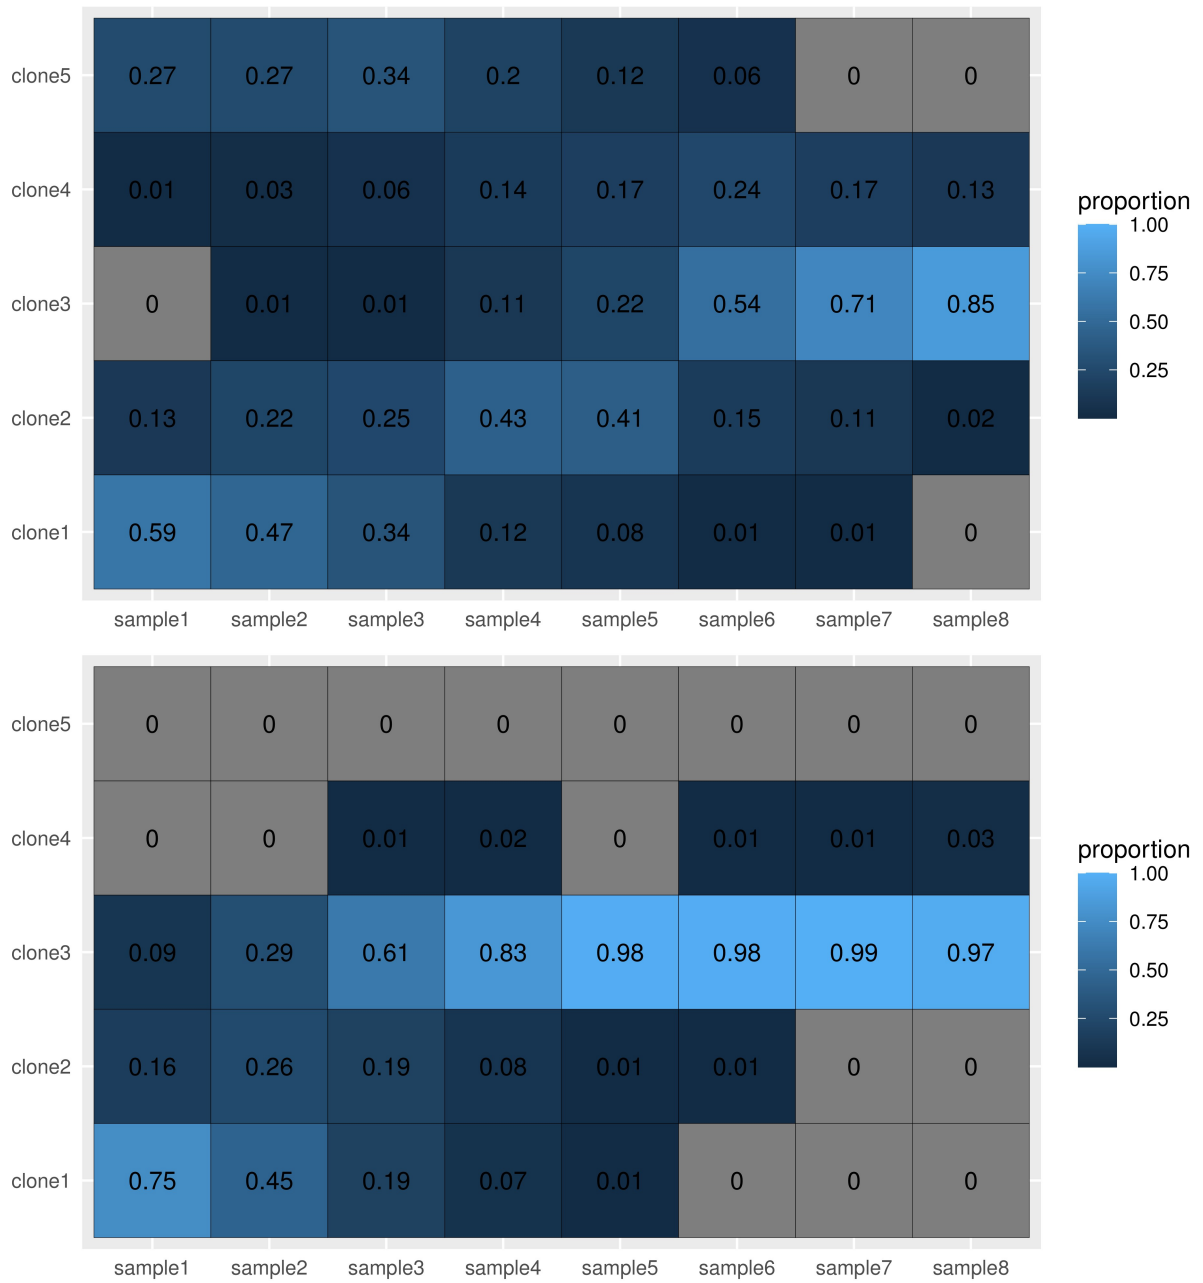 clone5 0.27 0.27 0.34 0.2 0.12 0.06 0 0
clone4 0.01 0.03 0.06 0.14 0.17 0.24 0.17 0.13
clone3 0 0.01 0.01 0.11 0.22 0.54 0.71 0.85
clone2 0.13 0.22 0.25 0.43 0.41 0.15 0.11 0.02
clone1 0.59 0.47 0.34 0.12 0.08 0.01 0.01 0
sample1 sample2 sample3 sample4 sample5 sample6 sample7 sample8
proportion
1.00
0.75
0.50
0.25
clone5 0 0 0 0 0 0 0 0
clone4 0 0 0.01 0.02 0 0.01 0.01 0.03
clone3 0.09 0.29 0.61 0.83 0.98 0.98 0.99 0.97
clone2 0.16 0.26 0.19 0.08 0.01 0.01 0 0
clone1 0.75 0.45 0.19 0.07 0.01 0 0 0
sample1 sample2 sample3 sample4 sample5 sample6 sample7 sample8
proportion
1.00
0.75
0.50
0.25